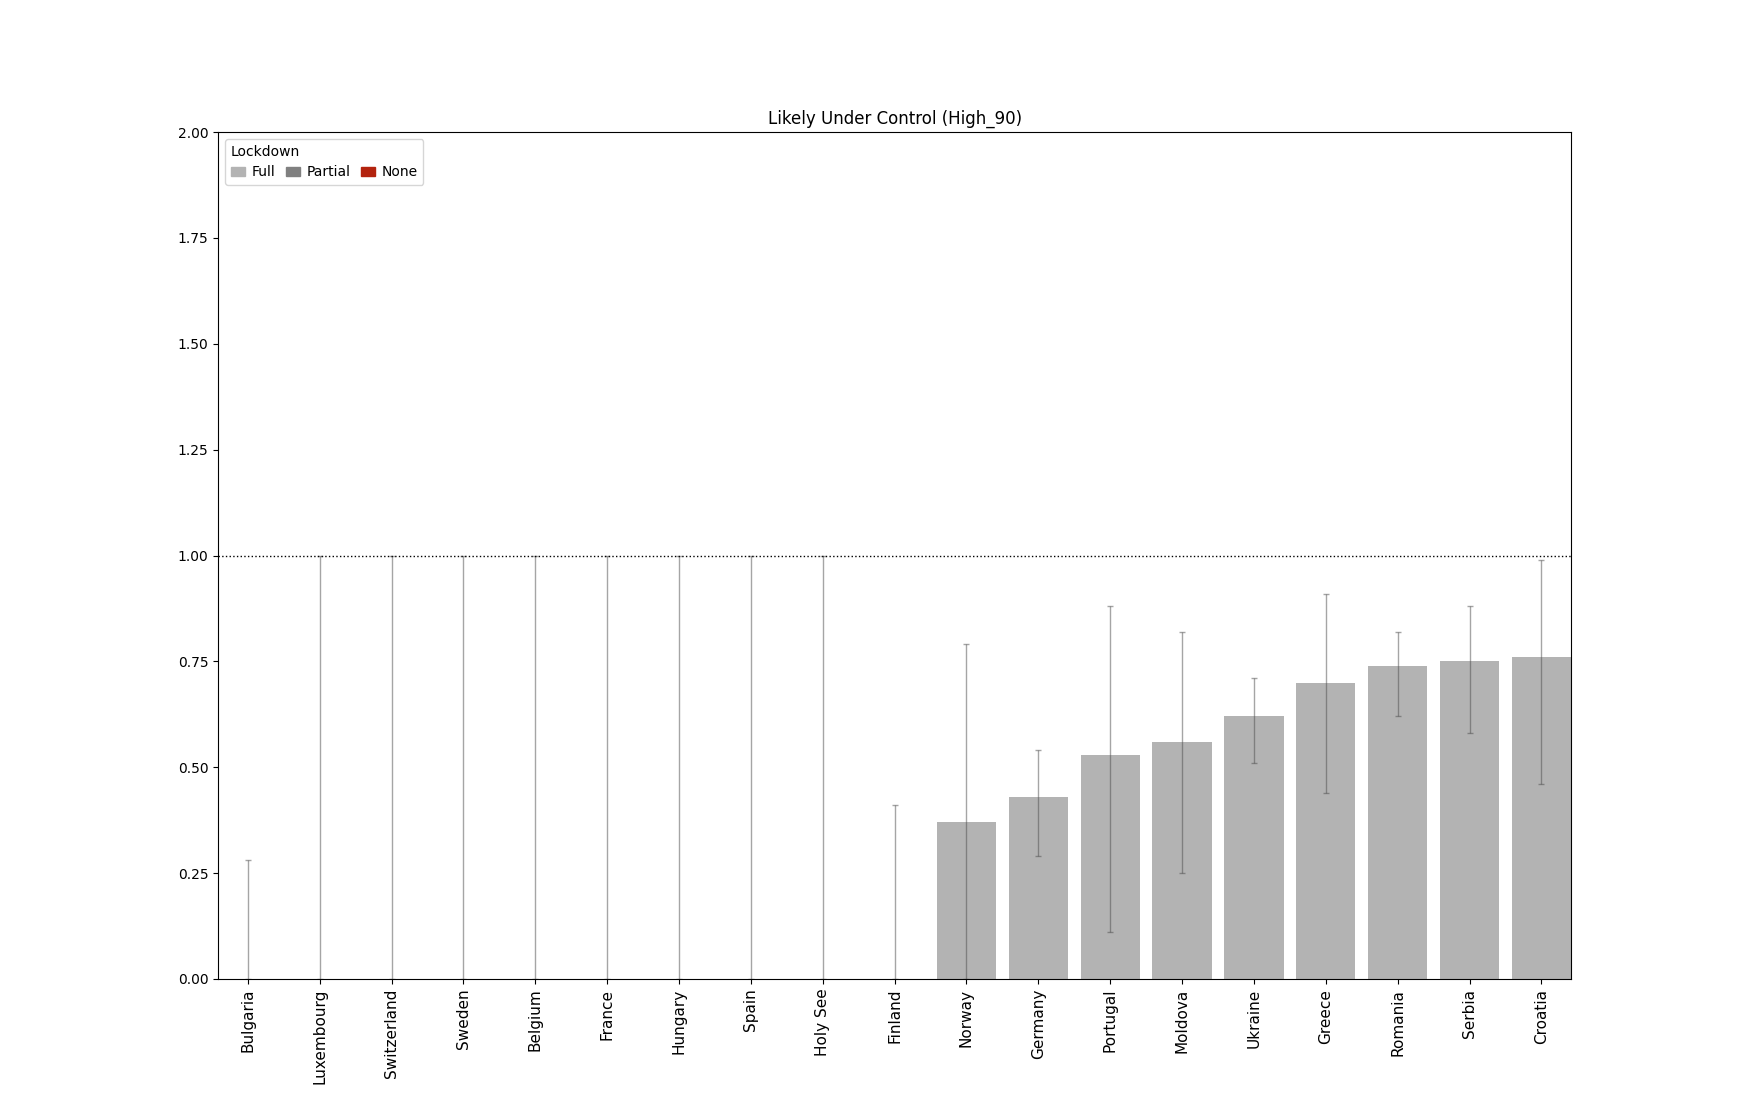 Likely Under Control (High_90)
2.00
1.75
1.50
1.25
1.00
0.75
0.50
0.25
0.00
Lockdown
Full Partial None
Bulgaria
Luxembourg
Switzerland
Sweden
Belgium
France
Hungary
Spain
Holy See
Finland
Norway
Germany
Portugal
Moldova
Ukraine
Greece
Romania
Serbia
Croatia